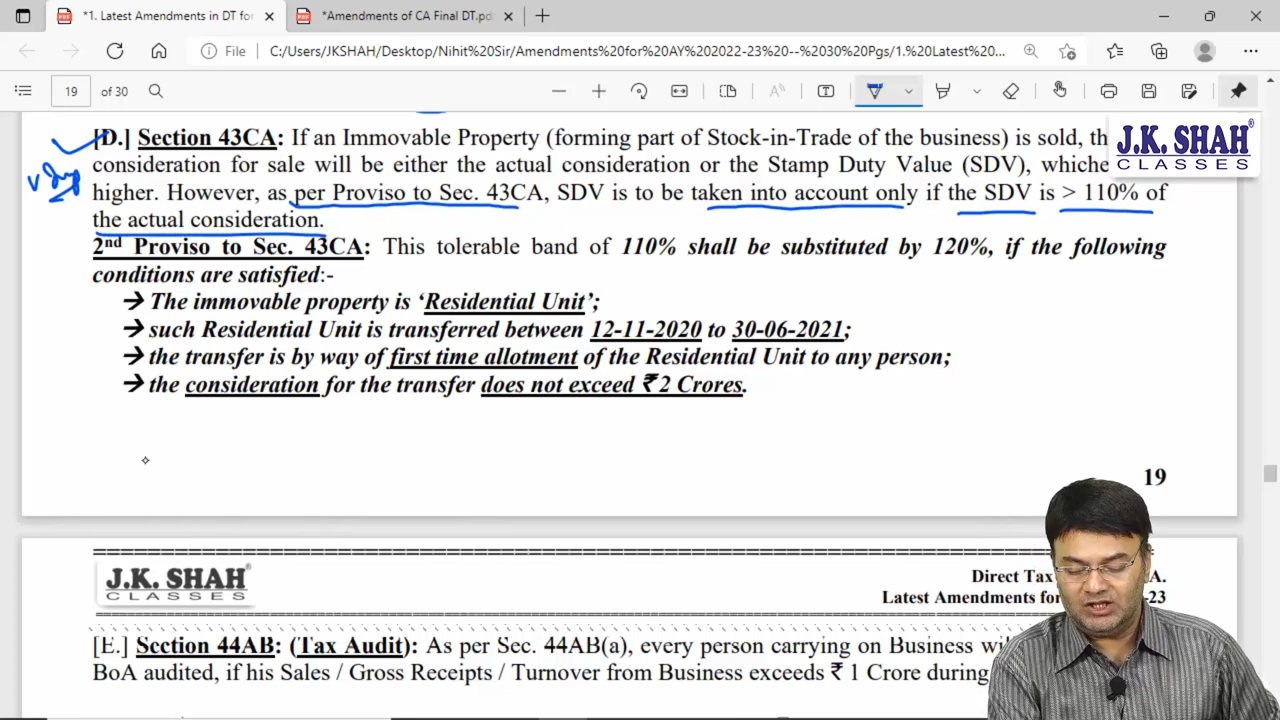 *1. Latest Amendments in DT for
*Amendments of CA Final DT.pdf
File
C:/Users/JKSHAH/Desktop/Nihit%20Sir/Amendments%20for%20AY%202022-23%20--%2030%20Pgs/1.%20Latest%20...
19 of 30
J.K. SHAH®
CLASSES
[D.] Section 43CA: If an Immovable Property (forming part of Stock-in-Trade of the business) is sold,
consideration for sale will be either the actual consideration or the Stamp Duty Value (SDV),
higher. However, as per Proviso to Sec. 43CA, SDV is to be taken into account only if the SDV is > 110% of
the actual consideration.
2nd Proviso to Sec. 43CA: This tolerable band of 110% shall be substituted by 120%, if the following
conditions are satisfied:-
→ The immovable property is ‘Residential Unit’;
→ such Residential Unit is transferred between 12-11-2020 to 30-06-2021;
→ the transfer is by way of first time allotment of the Residential Unit to any person;
→ the consideration for the transfer does not exceed ₹ 2 Crores.
19
J.K. SHAH®
CLASSES
Direct Tax A.
Latest Amendments for -23
[E.] Section 44AB: (Tax Audit): As per Sec. 44AB(a), every person carrying on Business
BoA audited, if his Sales / Gross Receipts / Turnover from Business exceeds ₹ 1 Crore during